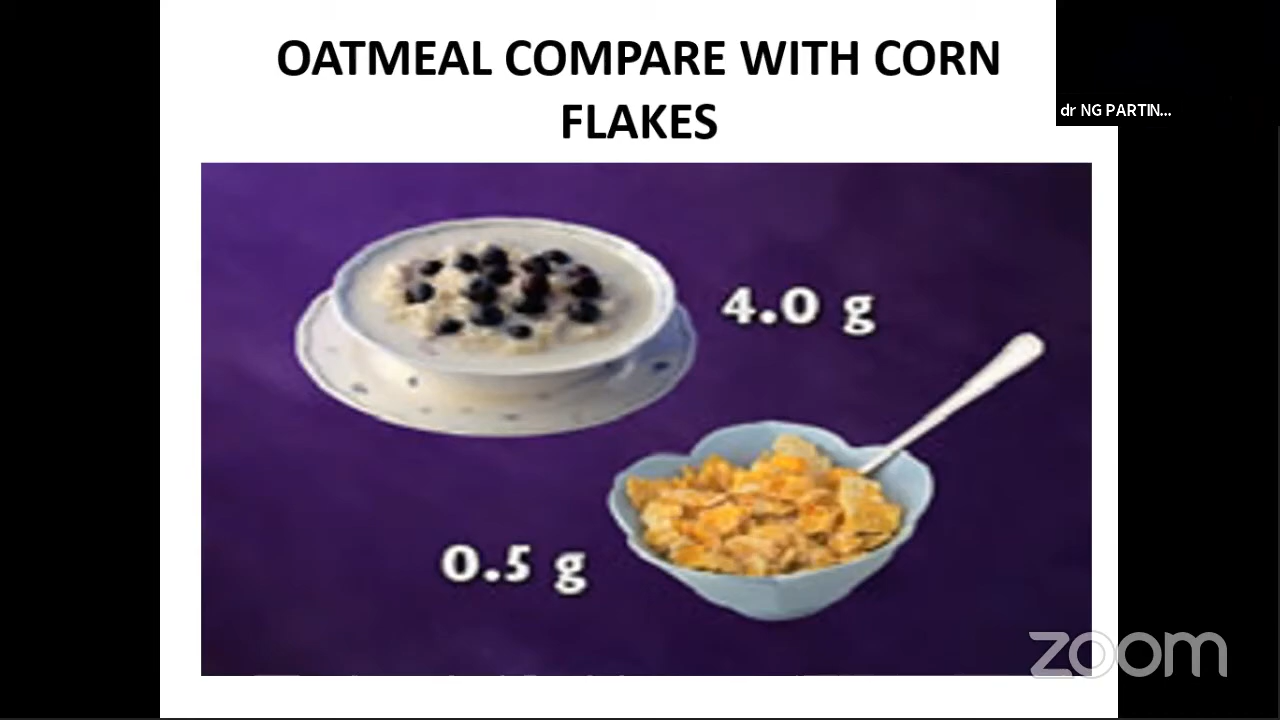 OATMEAL COMPARE WITH CORN
FLAKES
dr NG PARTIN...
4.0 g
0.5 g
zoom